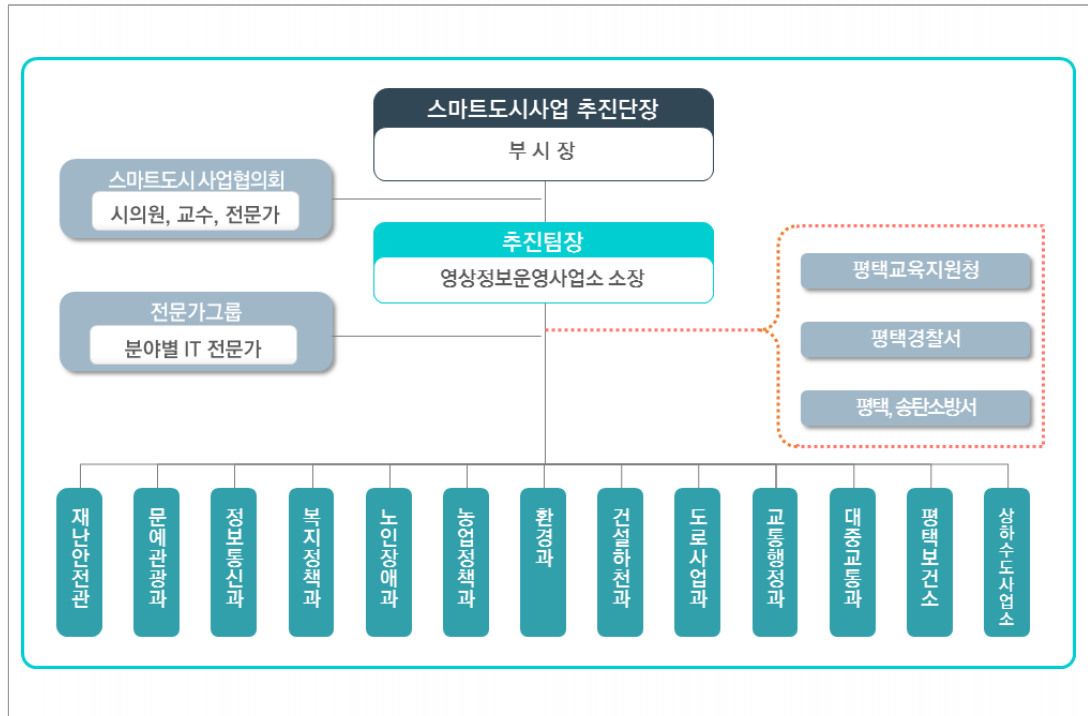 스마트도시사업 추진단장
부 시 장
스마트도시 사업협의회
시의원, 교수, 전문가
추진팀장
영상정보운영사업소 소장
전문가그룹
분야별 IT 전문가
평택교육지원청
평택경찰서
평택, 송탄소방서
재난안전관
문예관광과
정보통신과
복지정책과
노인장애과
농업정책과
환경과
건설하천과
도로사업과
교통행정과
대중교통과
평택보건소
상하수도사업소